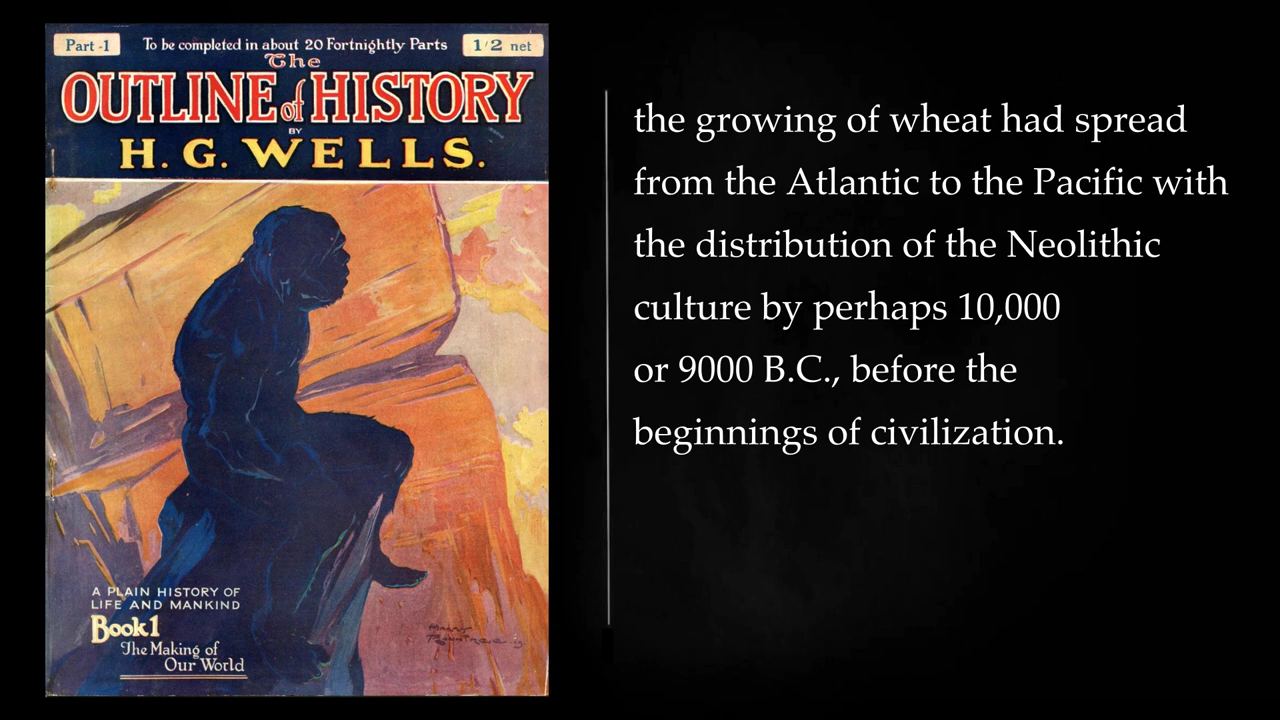 Part -1
To be completed in about 20 Fortnightly Parts
1/2 net
The
OUTLINE of HISTORY
BY
H. G. WELLS.
A PLAIN HISTORY OF
LIFE AND MANKIND
Book 1
The Making of
Our World
the growing of wheat had spread
from the Atlantic to the Pacific with
the distribution of the Neolithic
culture by perhaps 10,000
or 9000 B.C., before the
beginnings of civilization.